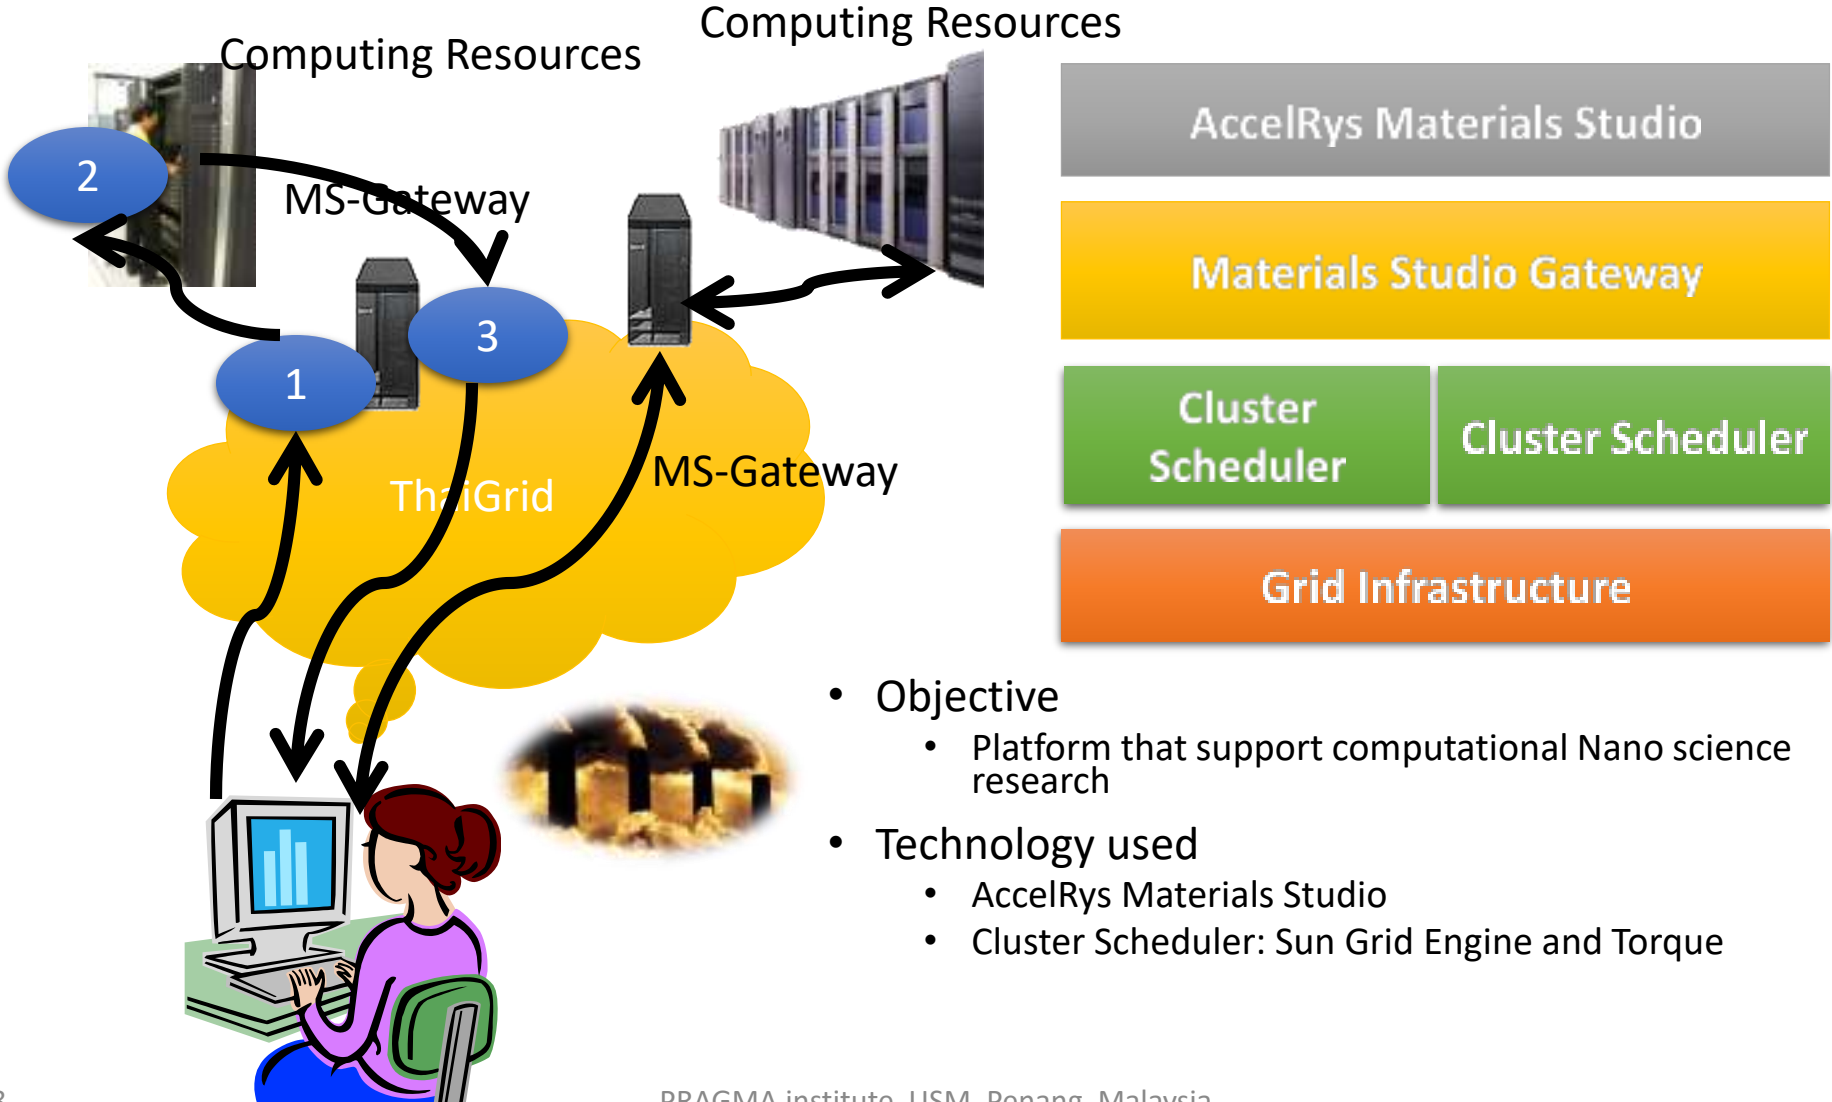 Computing Resources
Computing Resources
2
MS-Gateway
3
1
ThaiGrid
MS-Gateway
AccelRys Materials Studio
Materials Studio Gateway
Cluster
Scheduler
Cluster Scheduler
Grid Infrastructure
• Objective
• Platform that support computational Nano science
research
• Technology used
• AccelRys Materials Studio
• Cluster Scheduler: Sun Grid Engine and Torque
PRAGMA institute, USM, Penang, Malaysia